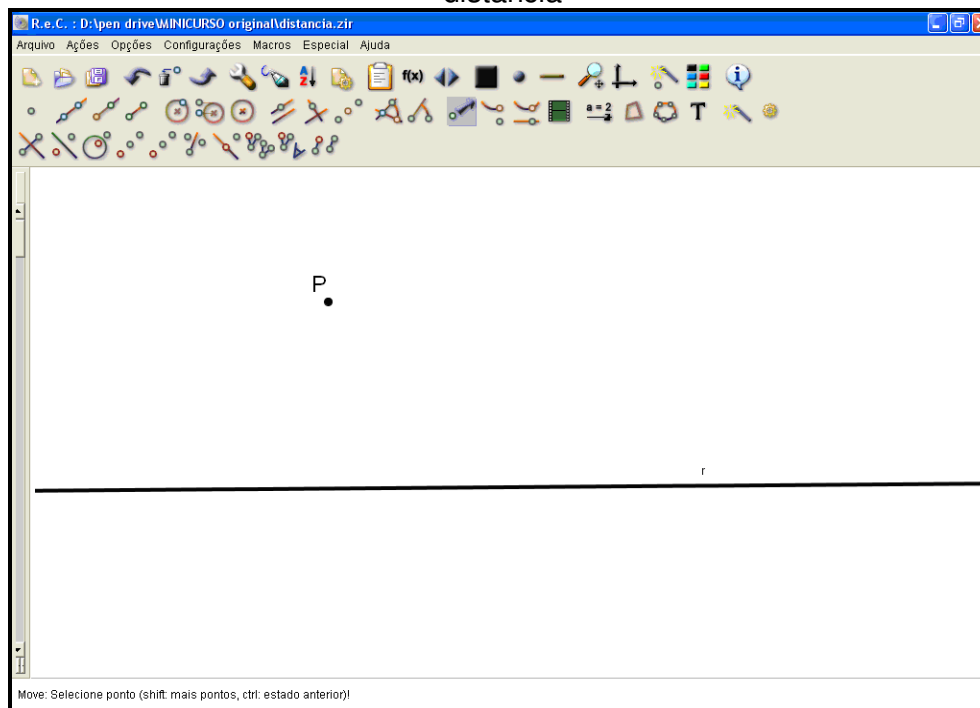 distância
R.e.C. : D:\pen drive\MINICURSO original\distancia.zir
Arquivo Ações Opções Configurações Macros Especial Ajuda
A
Z
f(x)
a = 2
T
P
r
Move: Selecione ponto (shift: mais pontos, ctrl: estado anterior)!